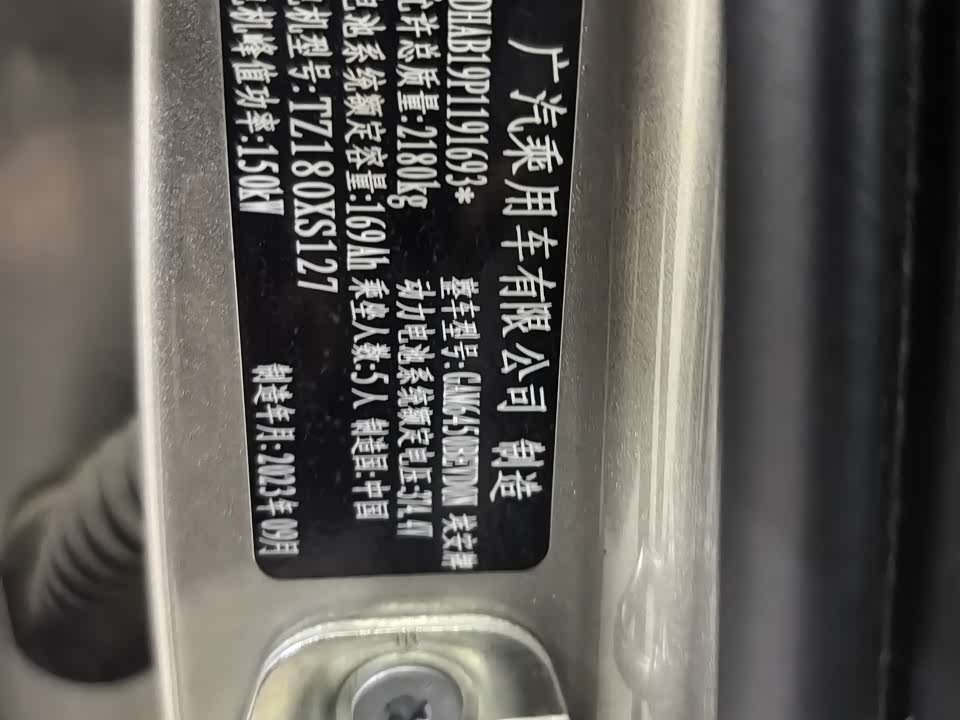 广汽乘用车有限公司 制造
DHAB19P1191693* 整车型号: 埃安牌
许总质量:2180kg 动力电池系统额定电压:374.4V
电池系统额定容量:169Ah 乘坐人数:5人 制造国:中国
机型号:TZ180XS127
机峰值功率:150kW 制造年月:2023年09月